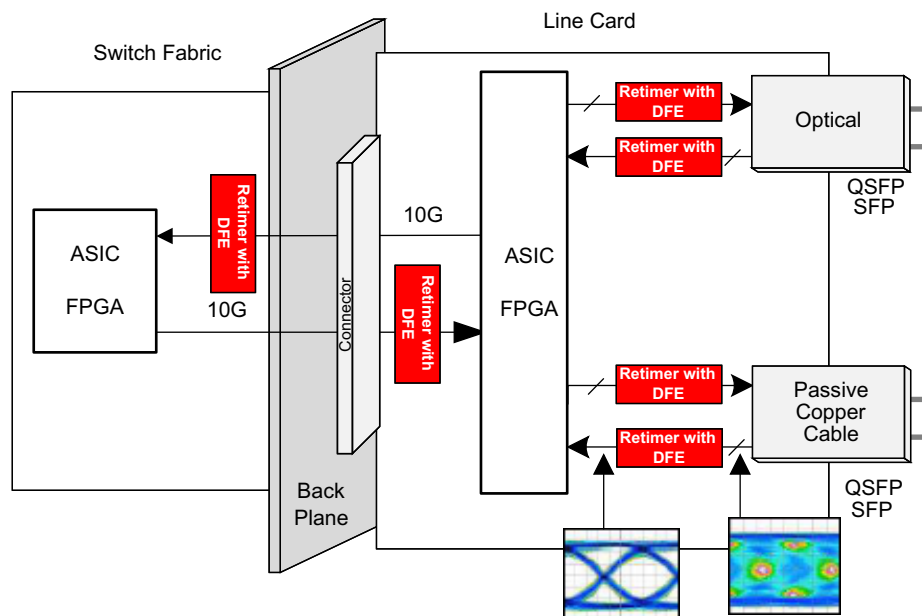 Line Card
Switch Fabric
Retimer with
DFE
Optical
Retimer with
DFE
QSFP
SFP
Retimer with
DFE
10G
ASIC
FPGA
ASIC
FPGA
10G
Connector
Retimer with
DFE
Retimer with
DFE
Passive
Copper
Cable
Retimer with
DFE
QSFP
SFP
Back
Plane